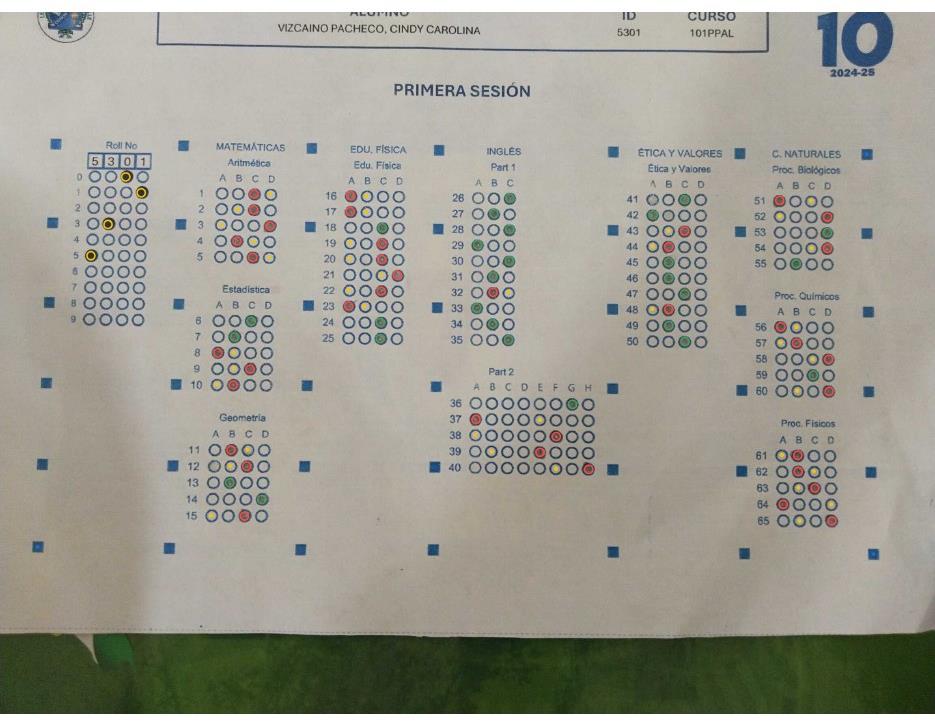 ALUMNO
ID
CURSO
VIZCAINO PACHECO, CINDY CAROLINA
5301
101PPAL
10
2024-25
PRIMERA SESIÓN
Roll No
5 3 0 1
0
1
2
3
4
5
6
7
8
9
MATEMÁTICAS
Aritmética
A B C D
1
2
3
4
5
Estadística
A B C D
6
7
8
9
10
Geometría
A B C D
11
12
13
14
15
EDU. FÍSICA
Edu. Física
A B C D
16
17
18
19
20
21
22
23
24
25
INGLÉS
Part 1
A B C
26
27
28
29
30
31
32
33
34
35
Part 2
A B C D E F G H
36
37
38
39
40
ÉTICA Y VALORES
Ética y Valores
A B C D
41
42
43
44
45
46
47
48
49
50
C. NATURALES
Proc. Biológicos
A B C D
51
52
53
54
55
Proc. Químicos
A B C D
56
57
58
59
60
Proc. Físicos
A B C D
61
62
63
64
65